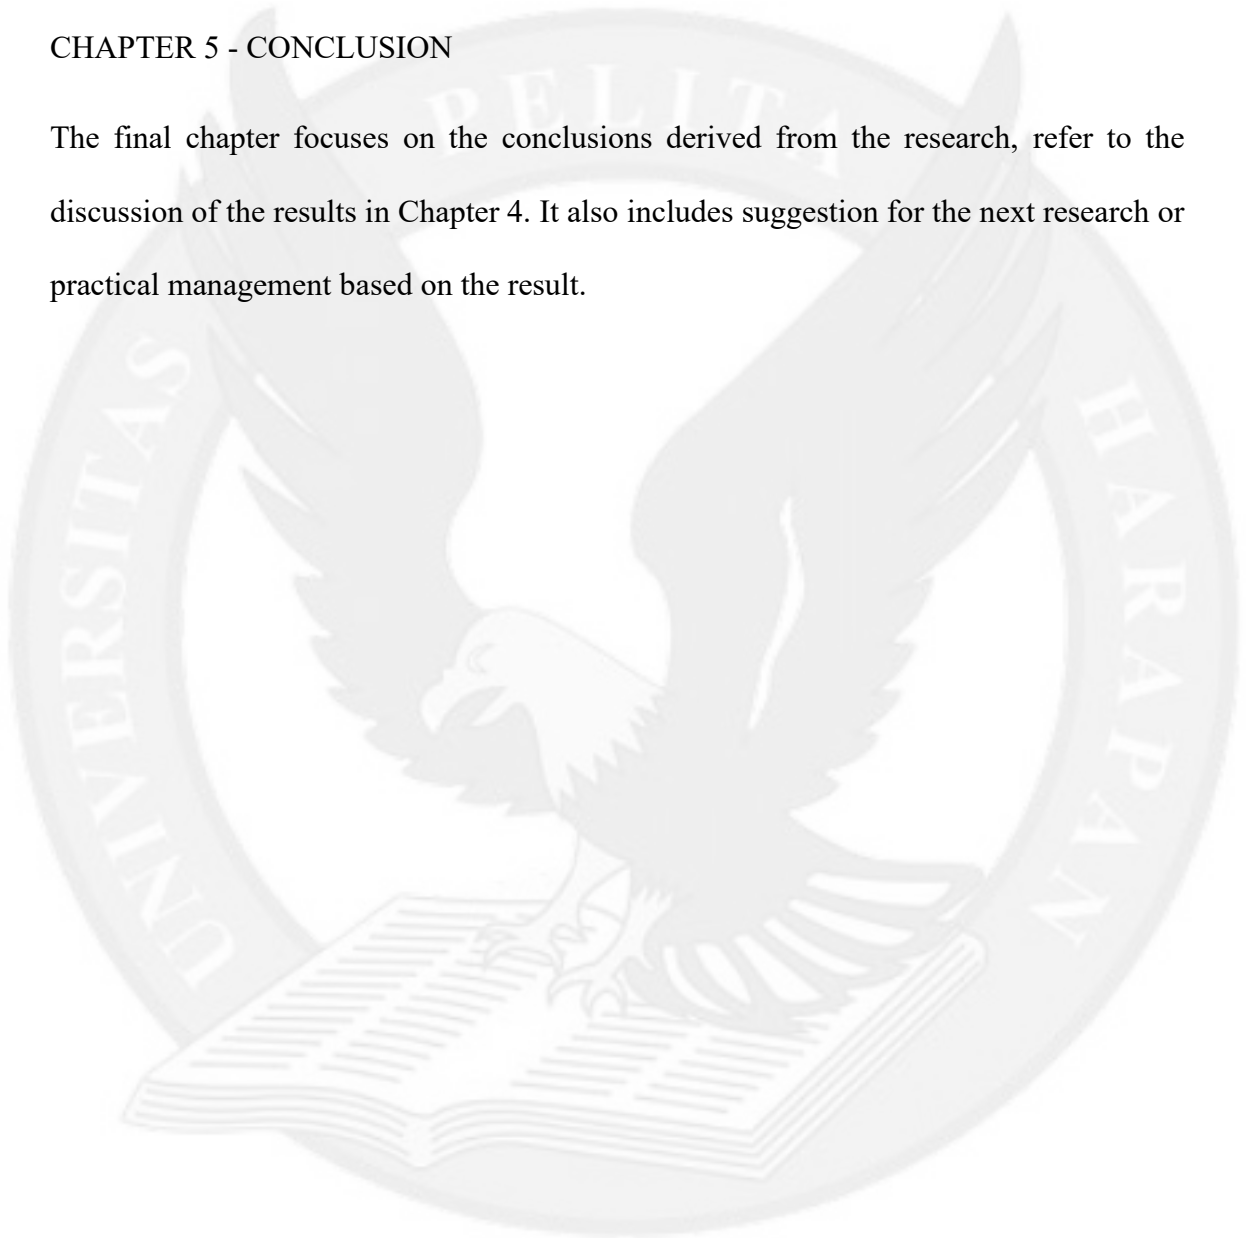 CHAPTER 5 - CONCLUSION
The final chapter focuses on the conclusions derived from the research, refer to the
discussion of the results in Chapter 4. It also includes suggestion for the next research or
practical management based on the result.
UNIVERSITAS PELITA HARAPAN